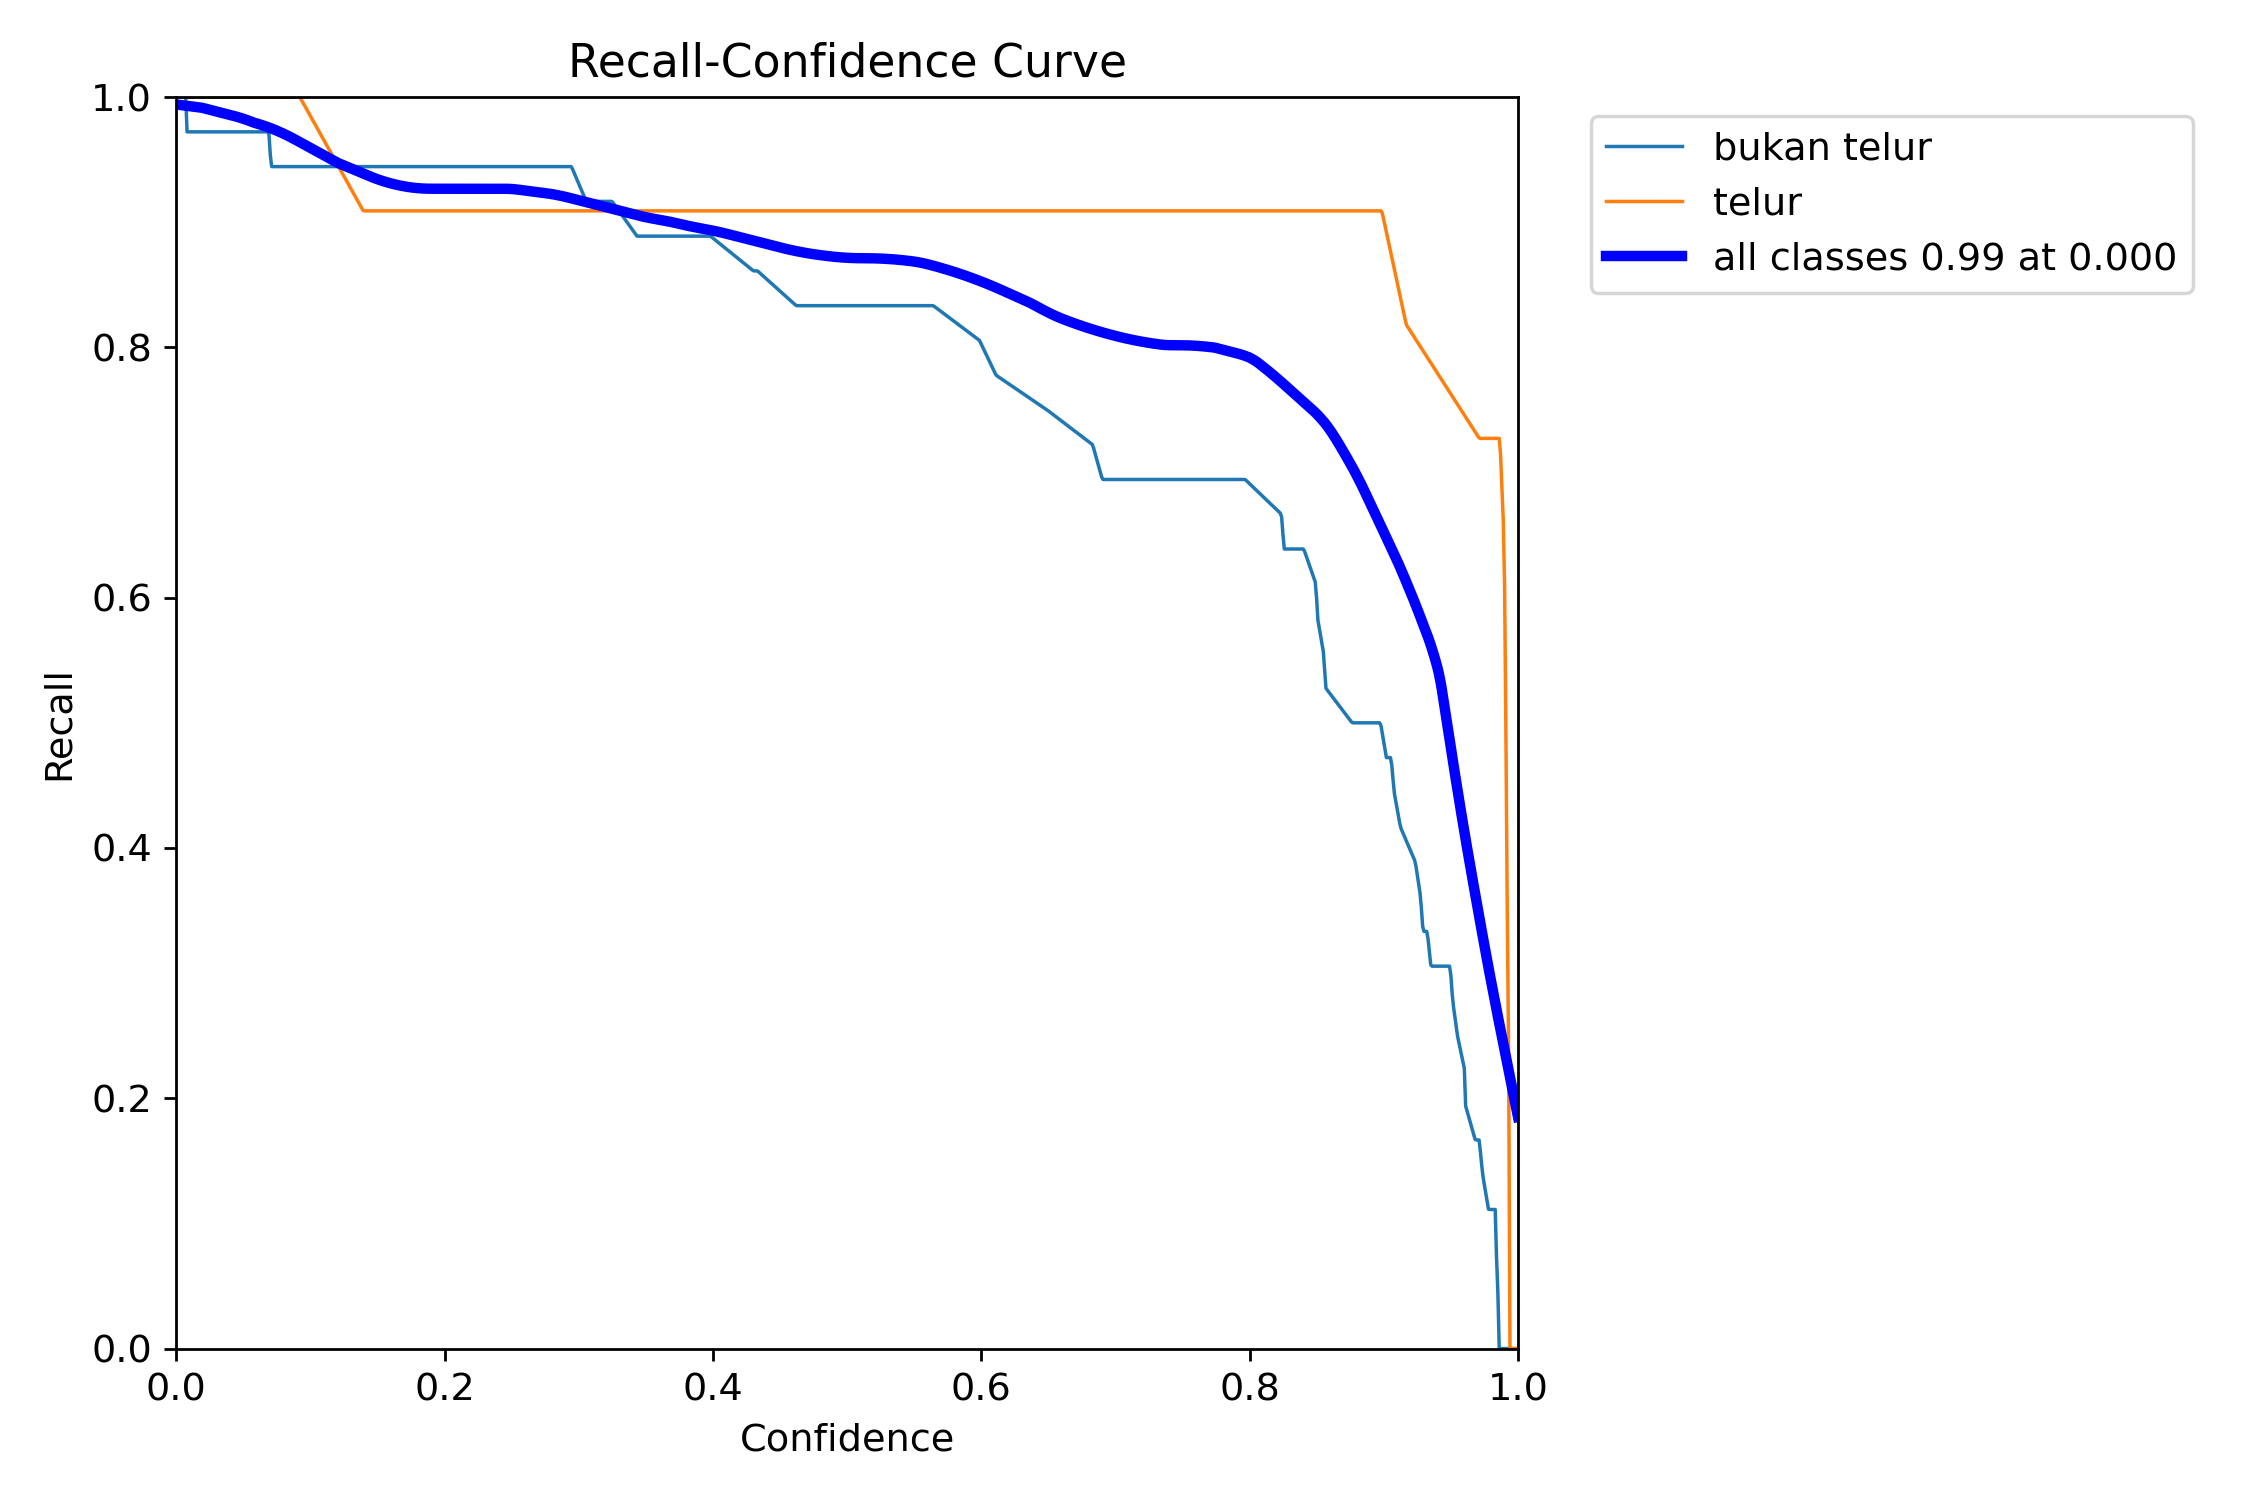 Recall-Confidence Curve
1.0
0.8
0.6
0.4
0.2
0.0
Recall
0.0 0.2 0.4 0.6 0.8 1.0
Confidence
bukan telur
telur
all classes 0.99 at 0.000